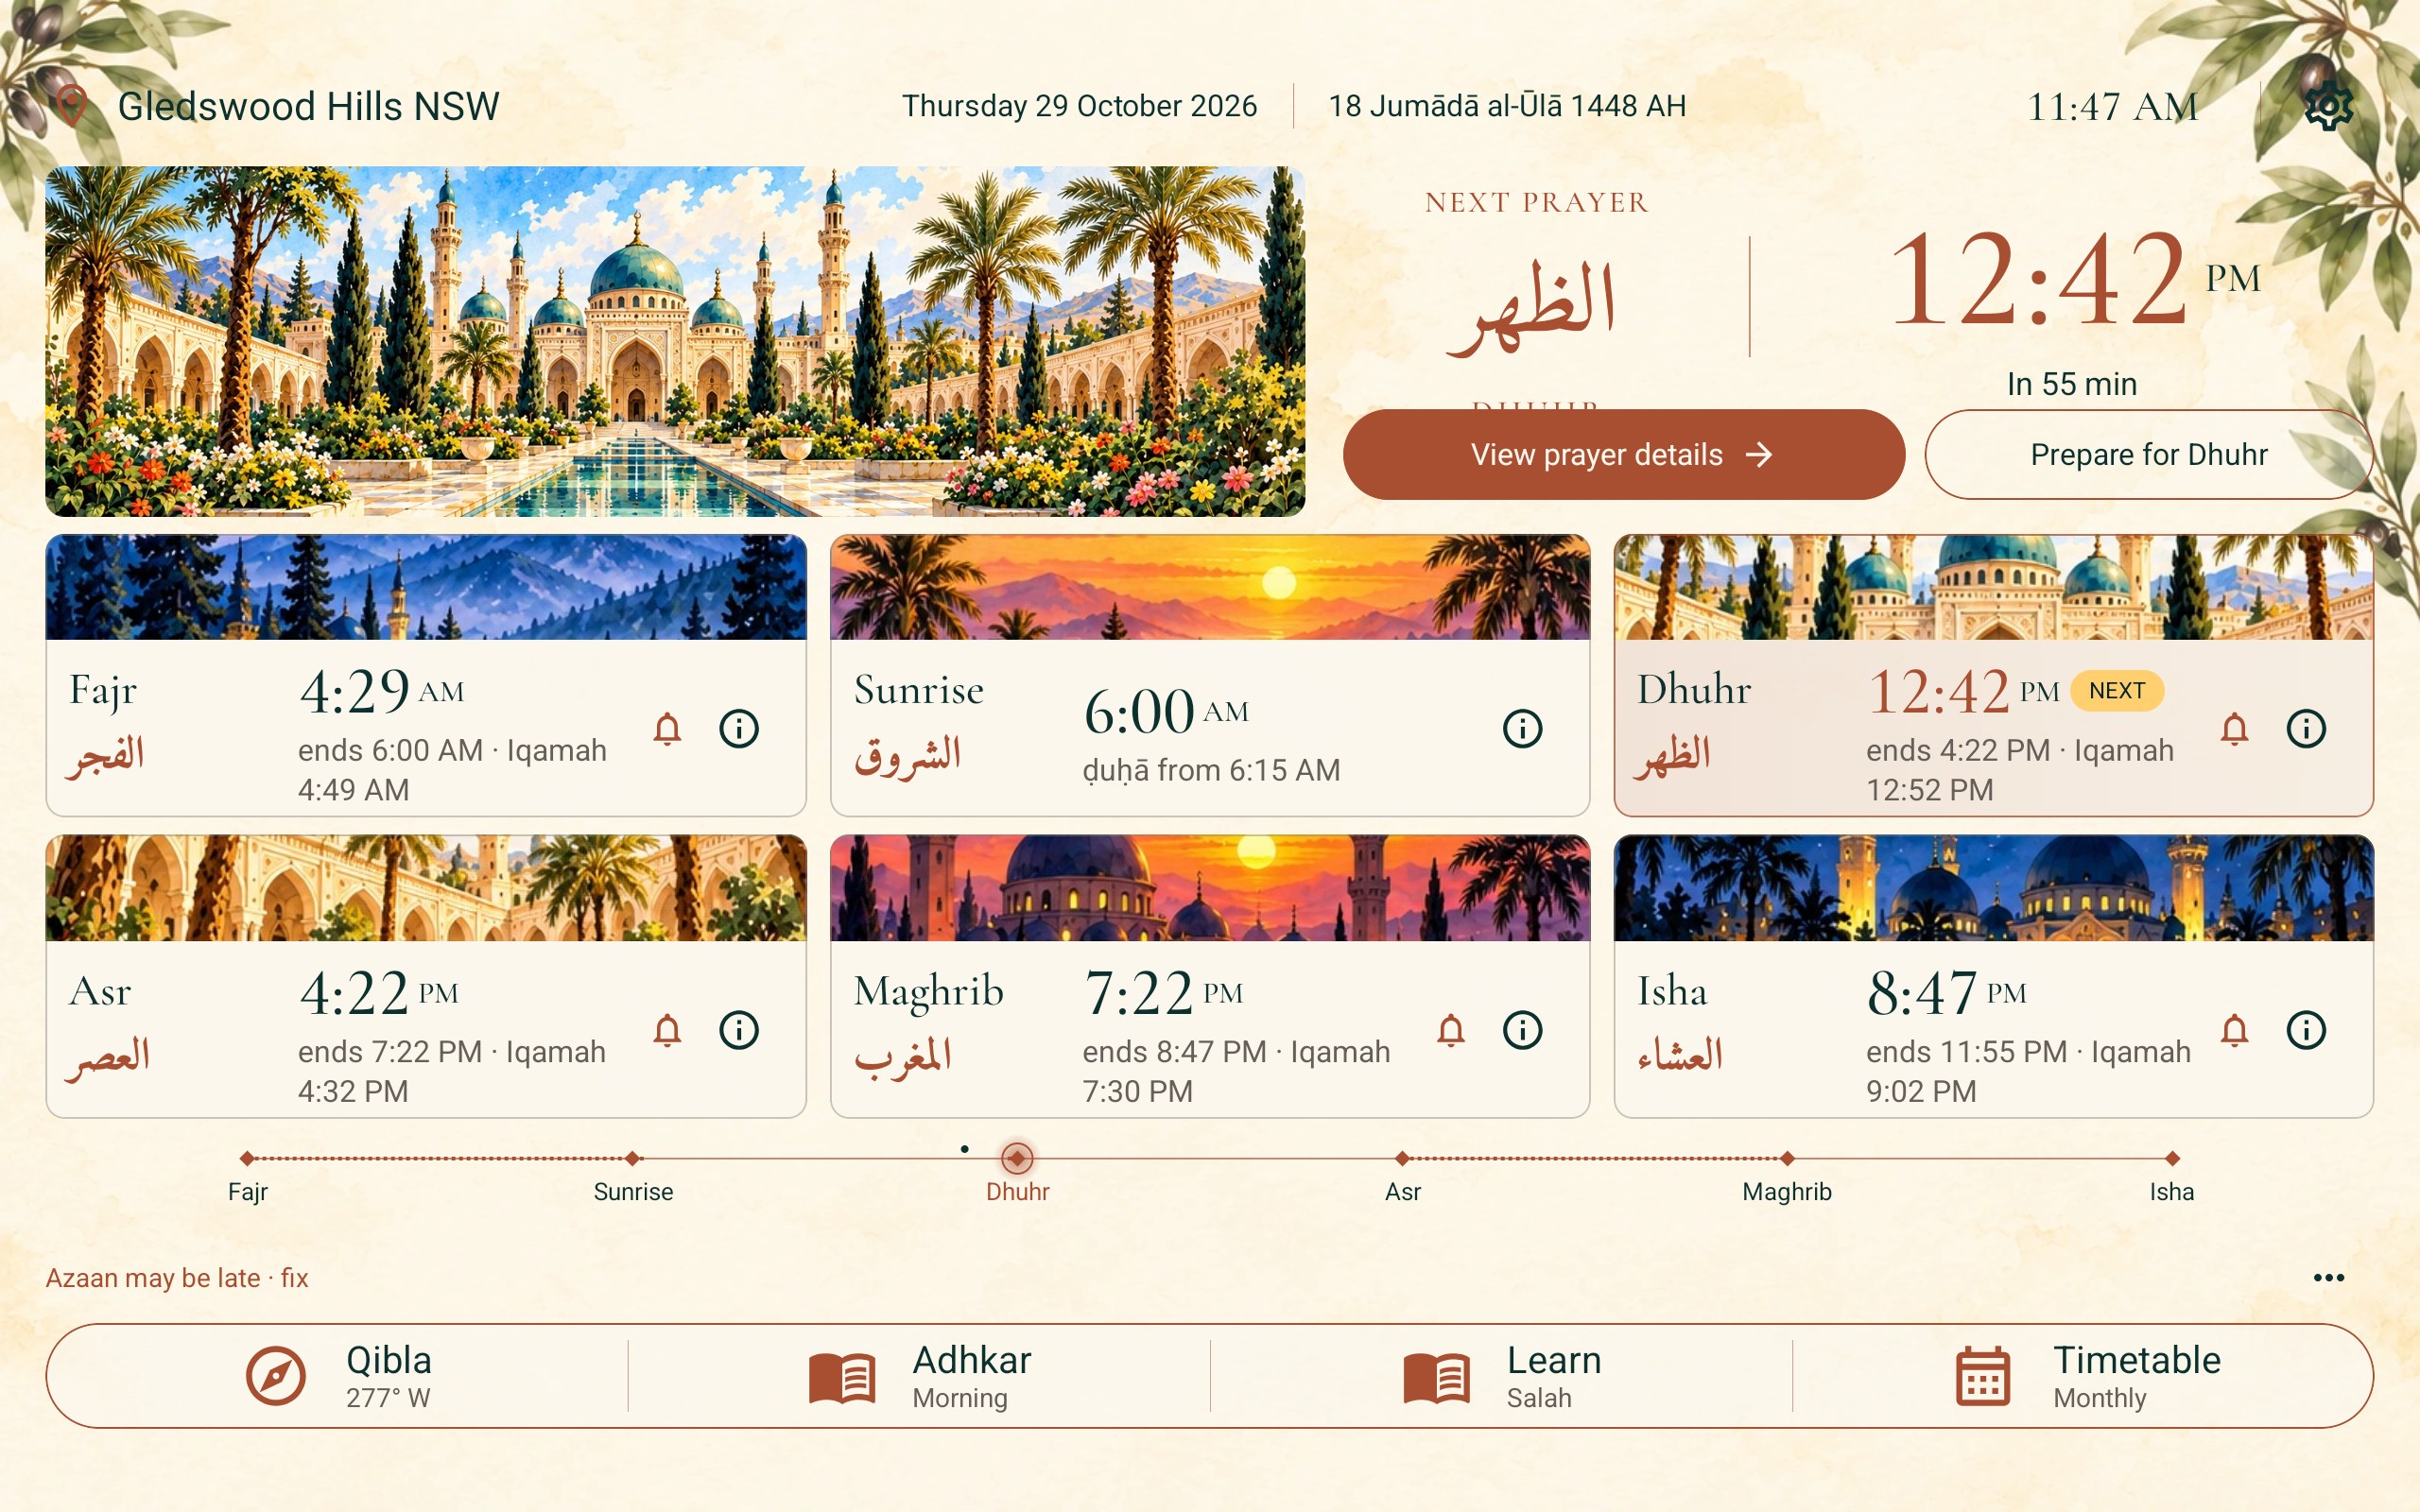 Gledswood Hills NSW
Thursday 29 October 2026
18 Jumādā al-Ūlā 1448 AH
11:47 AM
NEXT PRAYER
الظهر
DHUHR
12:42 PM
In 55 min
View prayer details →
Prepare for Dhuhr
Fajr
الفجر
4:29 AM
ends 6:00 AM · Iqamah
4:49 AM
Sunrise
الشروق
6:00 AM
ḍuḥā from 6:15 AM
Dhuhr
الظهر
12:42 PM NEXT
ends 4:22 PM · Iqamah
12:52 PM
Asr
العصر
4:22 PM
ends 7:22 PM · Iqamah
4:32 PM
Maghrib
المغرب
7:22 PM
ends 8:47 PM · Iqamah
7:30 PM
Isha
العشاء
8:47 PM
ends 11:55 PM · Iqamah
9:02 PM
Fajr
Sunrise
Dhuhr
Asr
Maghrib
Isha
Azaan may be late · fix
Qibla
277° W
Adhkar
Morning
Learn
Salah
Timetable
Monthly